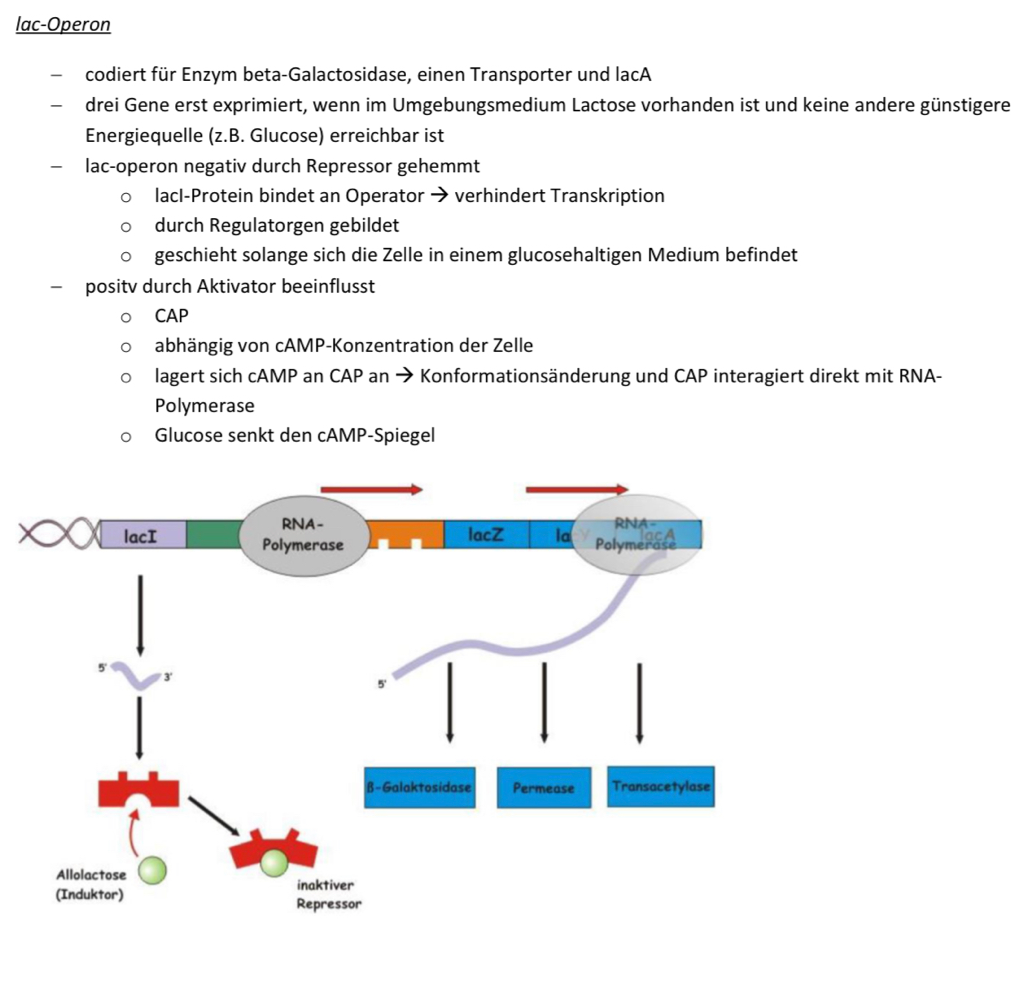 lac-Operon
– codiert für Enzym beta-Galactosidase, einen Transporter und lacA
– drei Gene erst exprimiert, wenn im Umgebungsmedium Lactose vorhanden ist und keine andere günstigere
Energiequelle (z.B. Glucose) erreichbar ist
– lac-operon negativ durch Repressor gehemmt
o lacI-Protein bindet an Operator → verhindert Transkription
o durch Regulatorgen gebildet
o geschieht solange sich die Zelle in einem glucosehaltigen Medium befindet
– positv durch Aktivator beeinflusst
o CAP
o abhängig von cAMP-Konzentration der Zelle
o lagert sich cAMP an CAP an → Konformationsänderung und CAP interagiert direkt mit RNA-
Polymerase
o Glucose senkt den cAMP-Spiegel
lacI
RNA-
Polymerase
lacZ
lacY
RNA-
Polymerase
lacA
5'
3'
5'
ß-Galaktosidase
Permease
Transacetylase
Allolactose
(Induktor)
inaktiver
Repressor